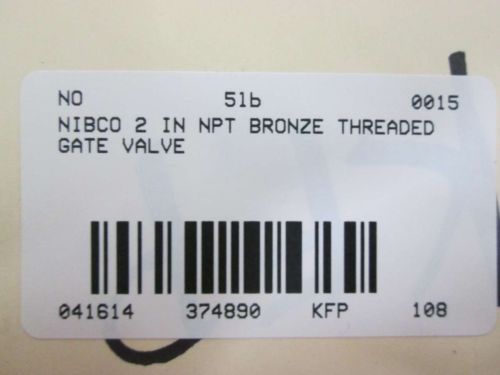 NO 51b 0015
NIBCO 2 IN NPT BRONZE THREADED
GATE VALVE
041614 374890 KFP 108